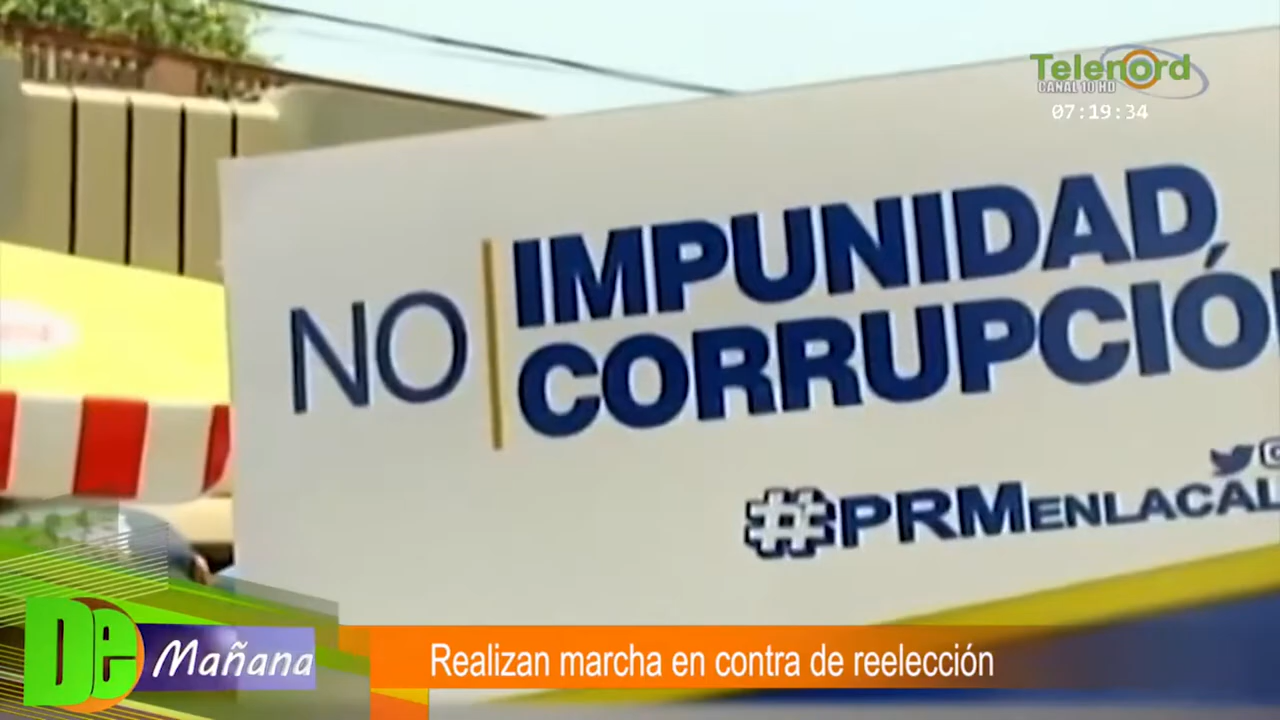 Telenord
CANAL 10 HD
07:19:34
NO
IMPUNIDAD,
CORRUPCIÓ
#PRMENLACAL
De Mañana
Realizan marcha en contra de reelección